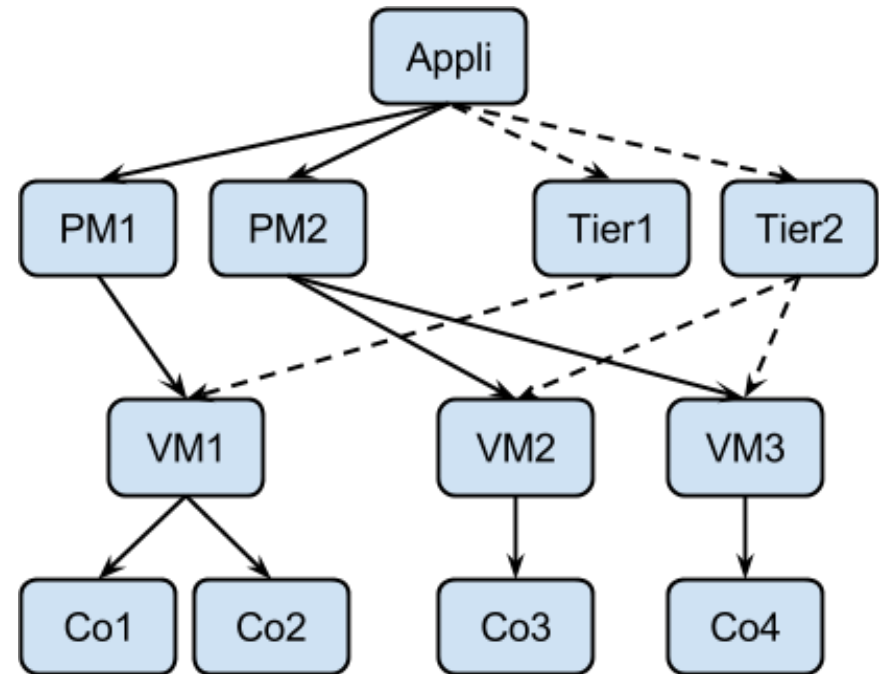 Appli
PM1
PM2
Tier1
Tier2
VM1
VM2
VM3
Co1
Co2
Co3
Co4